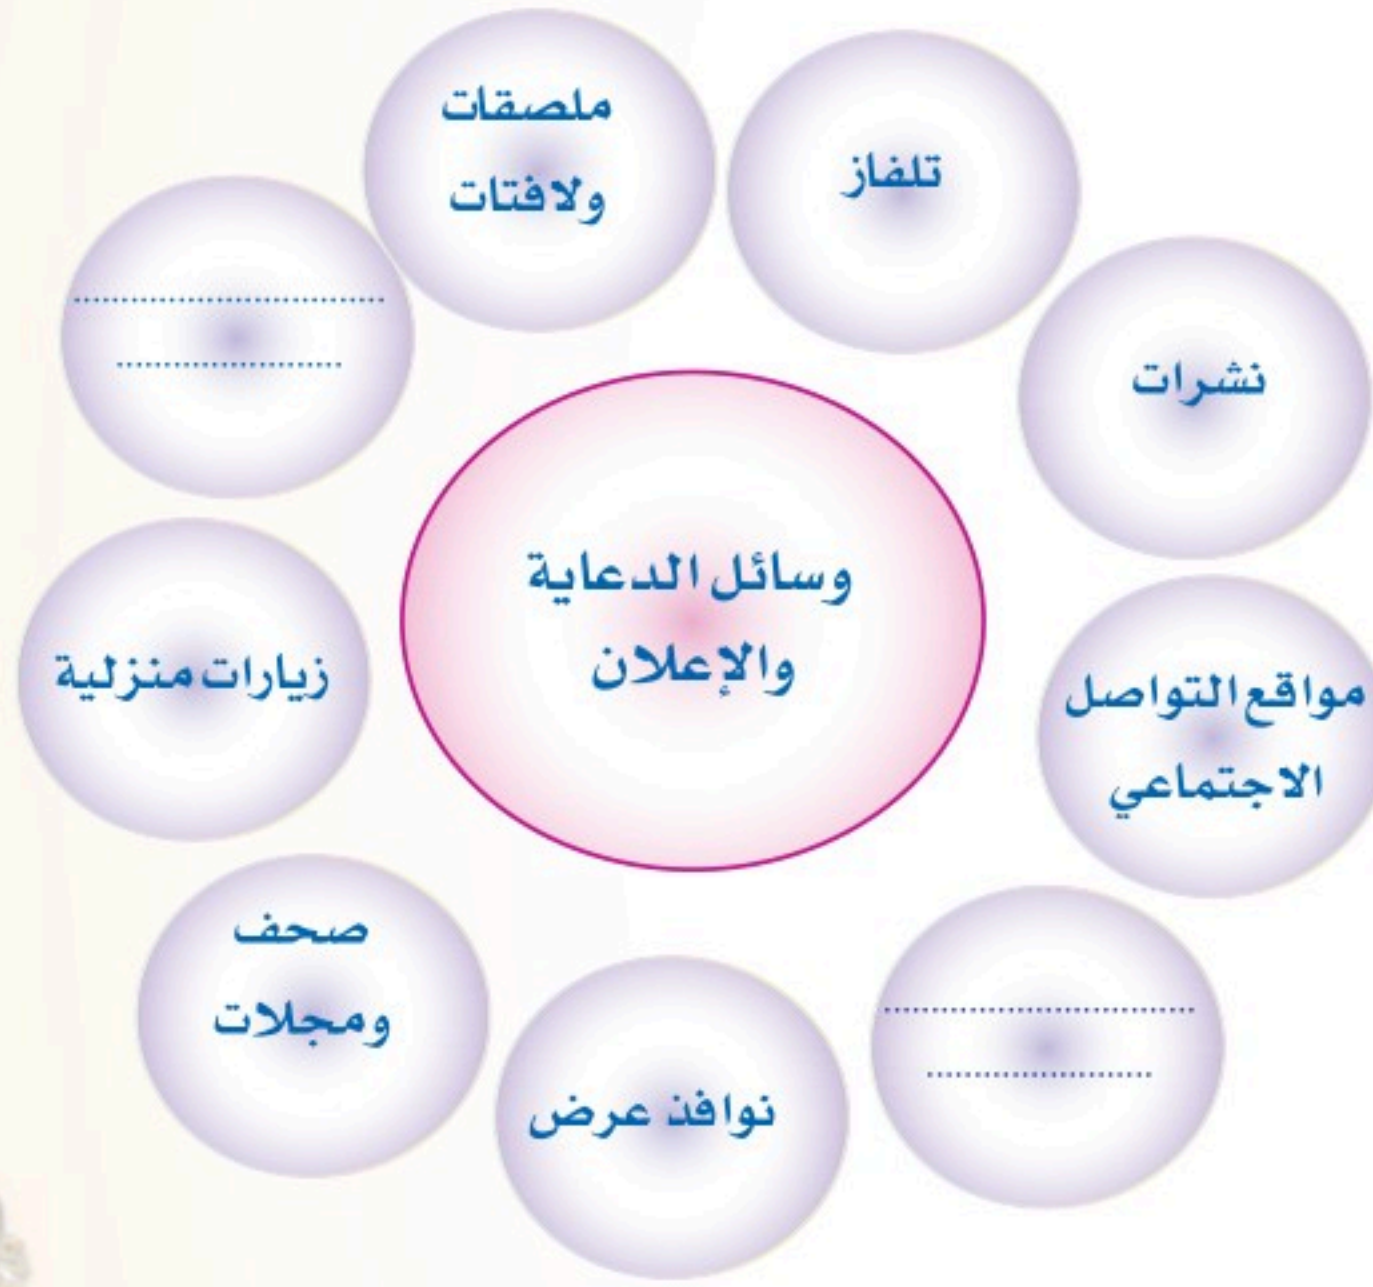 وسائل الدعاية
والإعلان
تلفاز
نشرات
مواقع التواصل
الاجتماعي
نوافذ عرض
صحف
ومجلات
زيارات منزلية
ملصقات
ولافتات